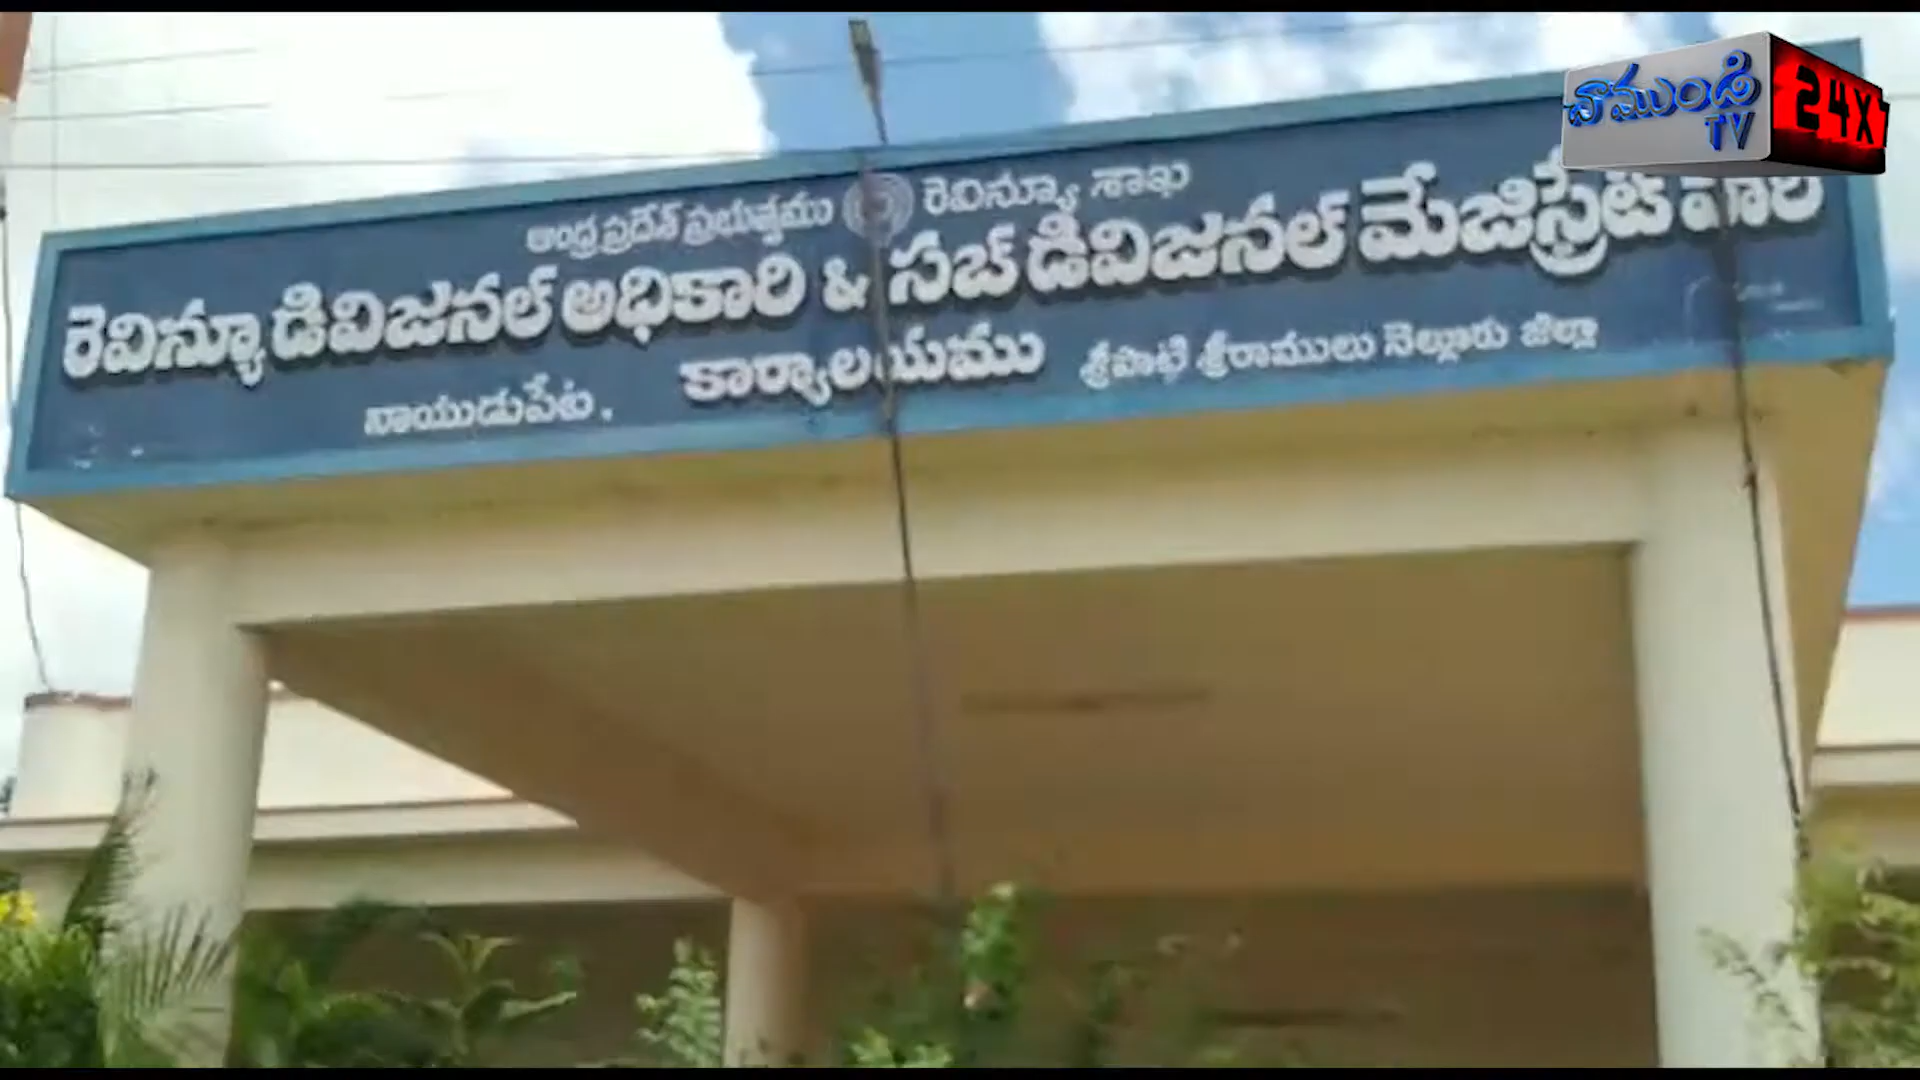 ఆంధ్ర ప్రదేశ్ ప్రభుత్వము రెవిన్యూ శాఖ
రెవిన్యూ డివిజనల్ అధికారి & సబ్ డివిజనల్ మేజిస్ట్రేట్ వారి
కార్యాలయము
నాయుడుపేట. శ్రీపొట్టి శ్రీరాములు నెల్లూరు జిల్లా
చాముండి
TV
24X